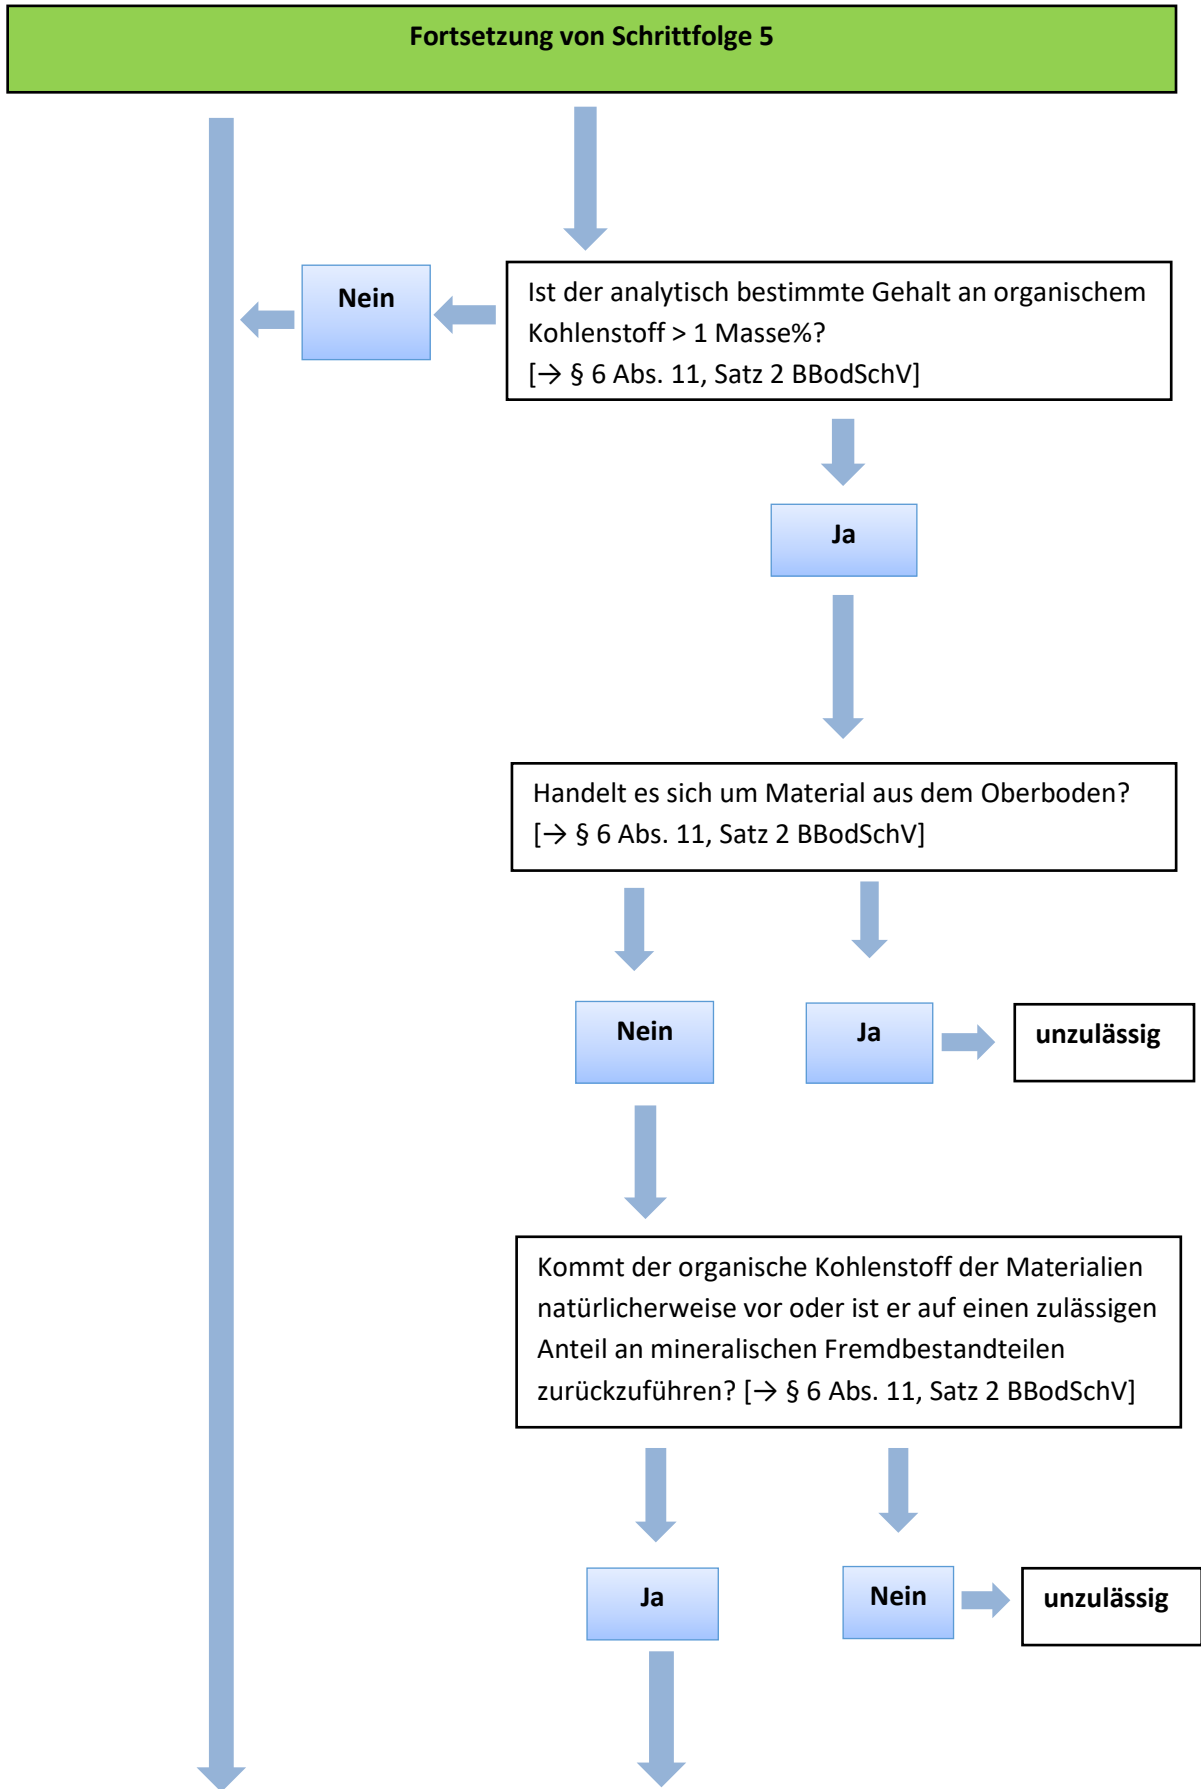 Fortsetzung von Schrittfolge 5
Nein
Ist der analytisch bestimmte Gehalt an organischem
Kohlenstoff > 1 Masse%?
[→ § 6 Abs. 11, Satz 2 BBodSchV]
Ja
Handelt es sich um Material aus dem Oberboden?
[→ § 6 Abs. 11, Satz 2 BBodSchV]
Nein
Ja
unzulässig
Kommt der organische Kohlenstoff der Materialien
natürlicherweise vor oder ist er auf einen zulässigen
Anteil an mineralischen Fremdbestandteilen
zurückzuführen? [→ § 6 Abs. 11, Satz 2 BBodSchV]
Ja
Nein
unzulässig